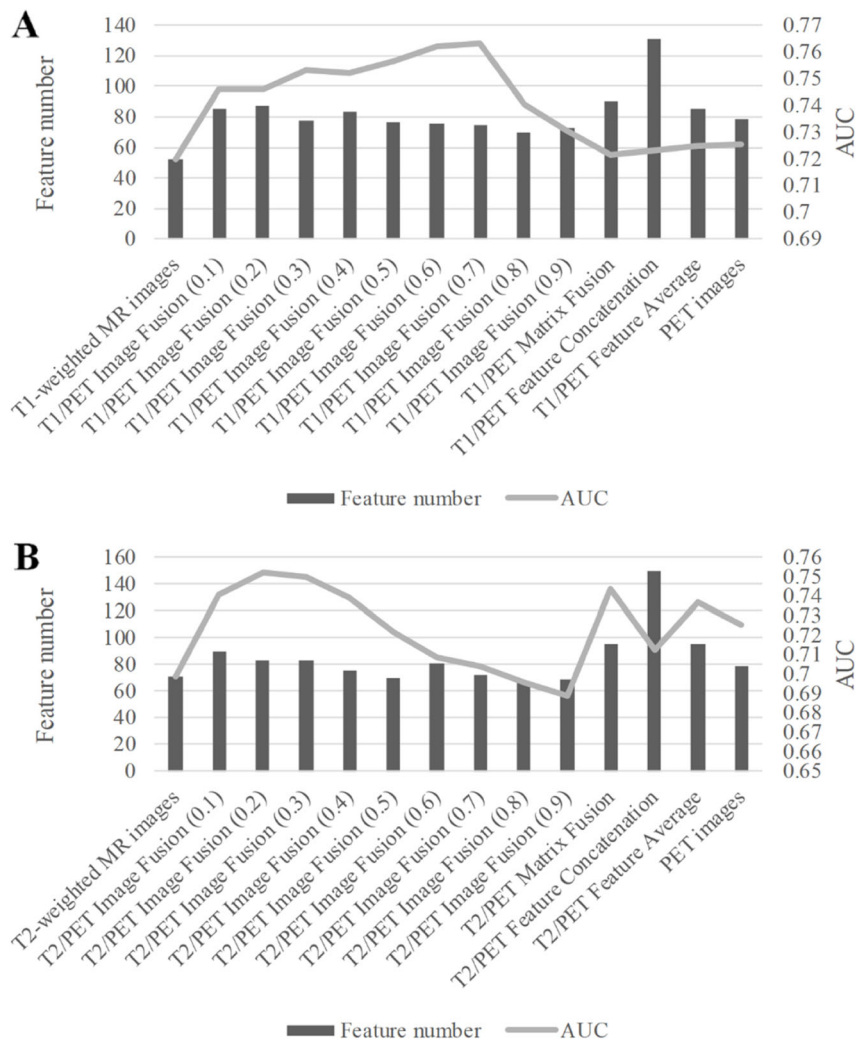 A
140
120
100
80
60
40
20
0
Feature number
0.77
0.76
0.75
0.74
0.73
0.72
0.71
0.7
0.69
AUC
T1-weighted MR images
T1/PET Image Fusion (0.1)
T1/PET Image Fusion (0.2)
T1/PET Image Fusion (0.3)
T1/PET Image Fusion (0.4)
T1/PET Image Fusion (0.5)
T1/PET Image Fusion (0.6)
T1/PET Image Fusion (0.7)
T1/PET Image Fusion (0.8)
T1/PET Image Fusion (0.9)
T1/PET Matrix Fusion
T1/PET Feature Concatenation
T1/PET Feature Average
PET images
Feature number AUC
B
160
140
120
100
80
60
40
20
0
Feature number
0.76
0.75
0.74
0.73
0.72
0.71
0.7
0.69
0.68
0.67
0.66
0.65
AUC
T2-weighted MR images
T2/PET Image Fusion (0.1)
T2/PET Image Fusion (0.2)
T2/PET Image Fusion (0.3)
T2/PET Image Fusion (0.4)
T2/PET Image Fusion (0.5)
T2/PET Image Fusion (0.6)
T2/PET Image Fusion (0.7)
T2/PET Image Fusion (0.8)
T2/PET Image Fusion (0.9)
T2/PET Matrix Fusion
T2/PET Feature Concatenation
T2/PET Feature Average
PET images
Feature number AUC